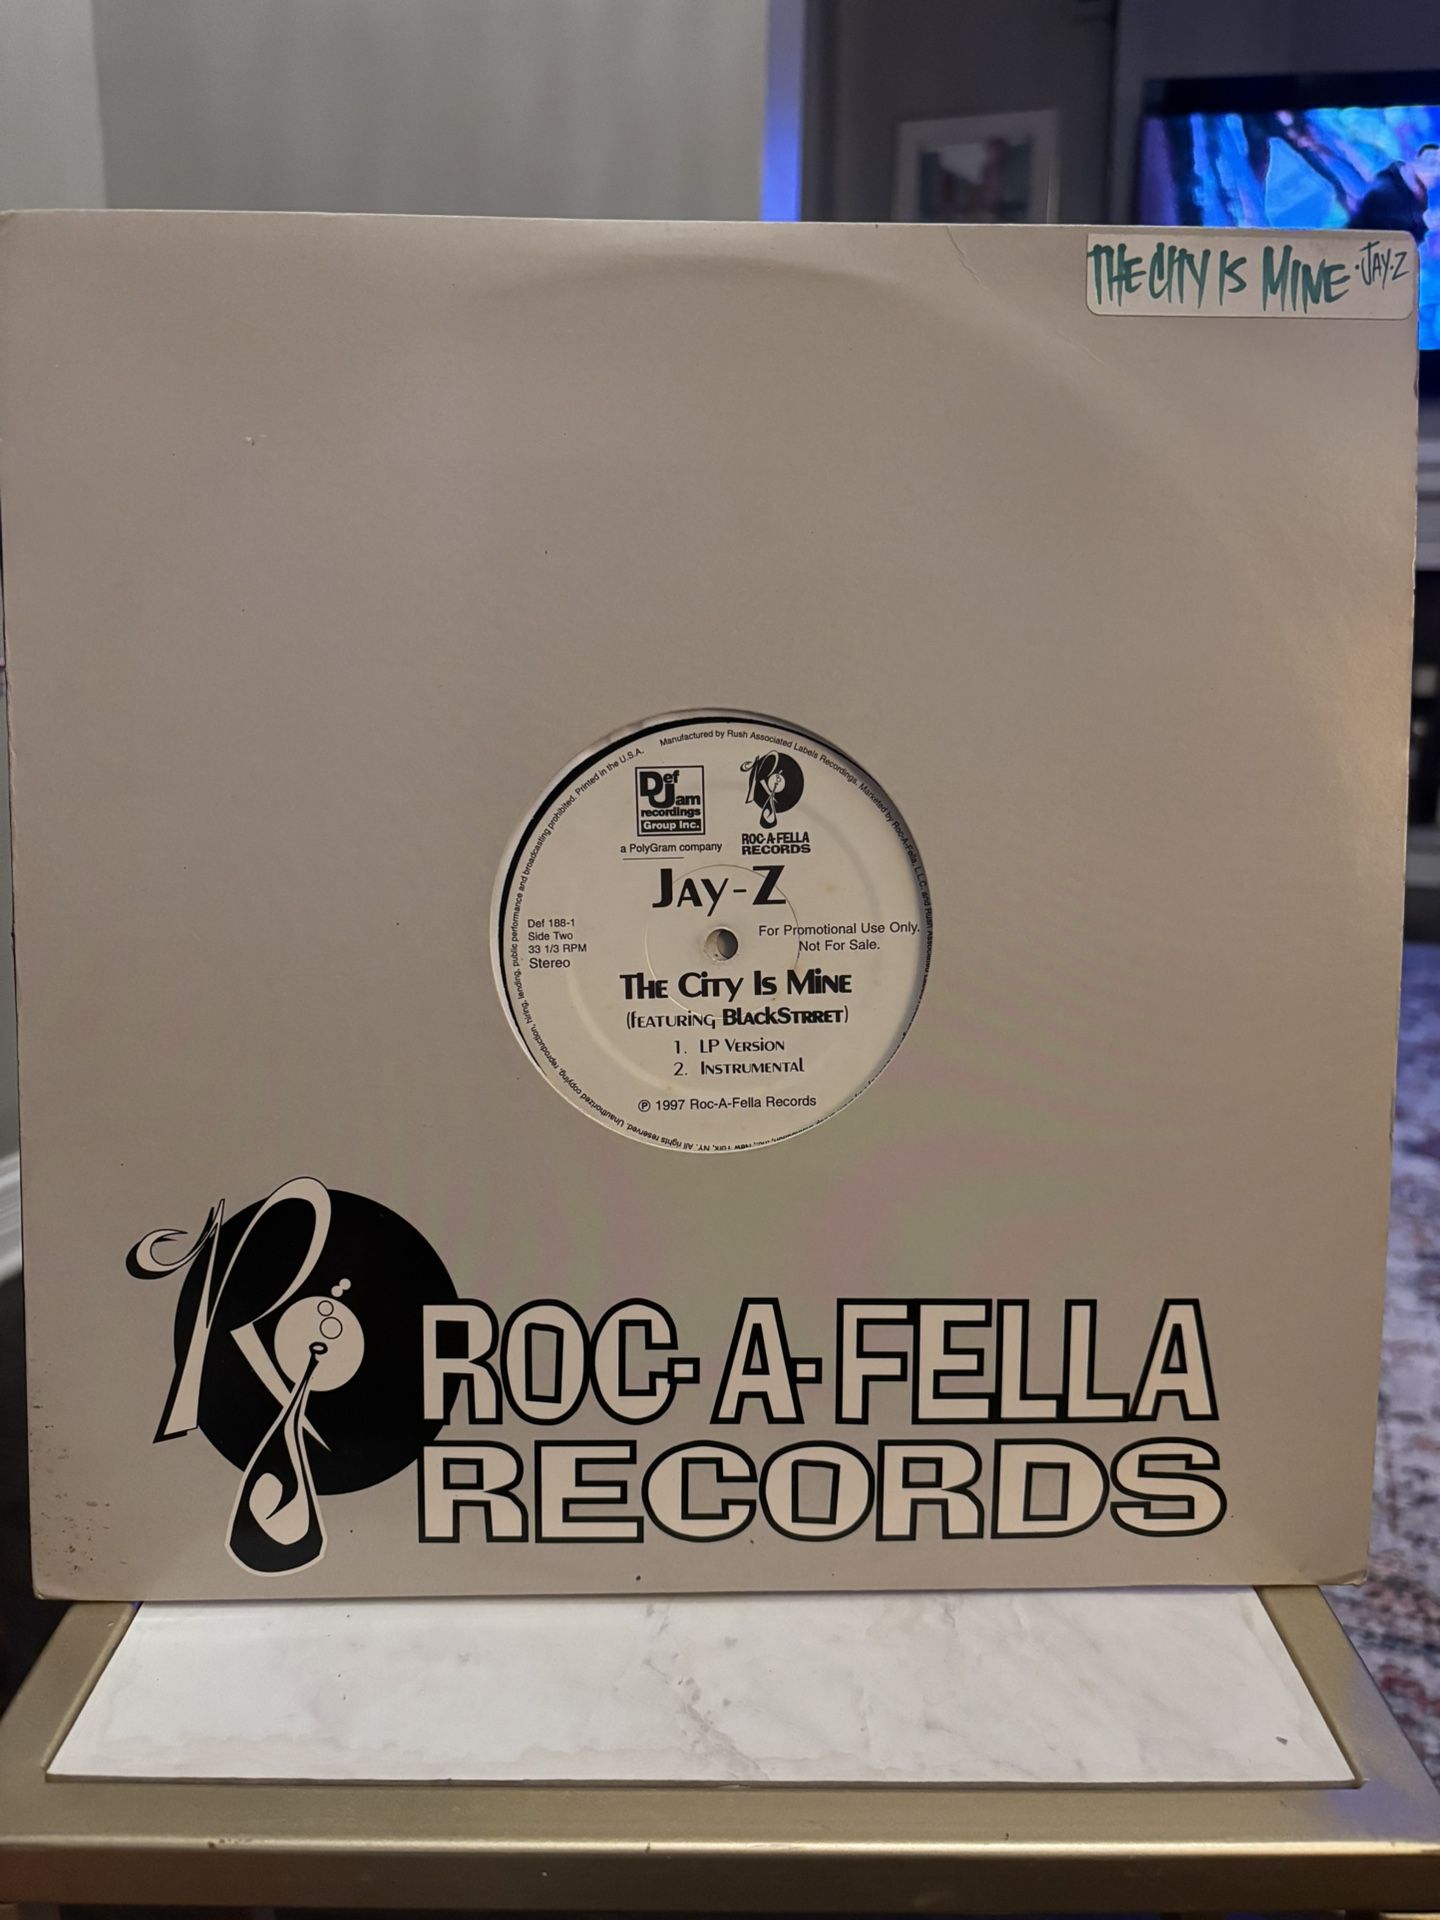 THE CITY IS MINE · JAY·Z
Printed in the U.S.A. Manufactured by Rush Associated Labels Recordings. Marketed by Roc-A-Fella, L.L.C. and Rush Associated
Unauthorized copying, reproduction, hiring, lending, public performance and broadcasting prohibited.
New York, NY. All rights reserved.
Def Jam
recordings
Group Inc.
a PolyGram company
ROC-A-FELLA
RECORDS
JAY-Z
Def 188-1
Side Two
33 1/3 RPM
Stereo
For Promotional Use Only.
Not For Sale.
THE CITY IS MINE
(FEATURING BLACKSTRRET)
1. LP VERSION
2. INSTRUMENTAL
℗ 1997 Roc-A-Fella Records
ROC-A-FELLA
RECORDS